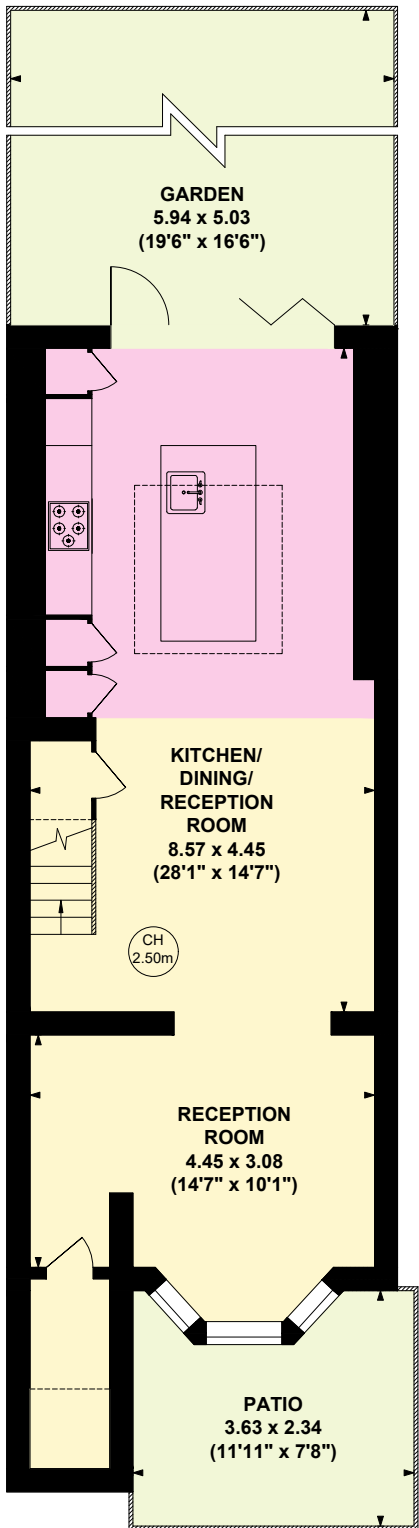 GARDEN
5.94 x 5.03
(19'6" x 16'6")
KITCHEN/
DINING/
RECEPTION
ROOM
8.57 x 4.45
(28'1" x 14'7")
CH
2.50m
RECEPTION
ROOM
4.45 x 3.08
(14'7" x 10'1")
PATIO
3.63 x 2.34
(11'11" x 7'8")